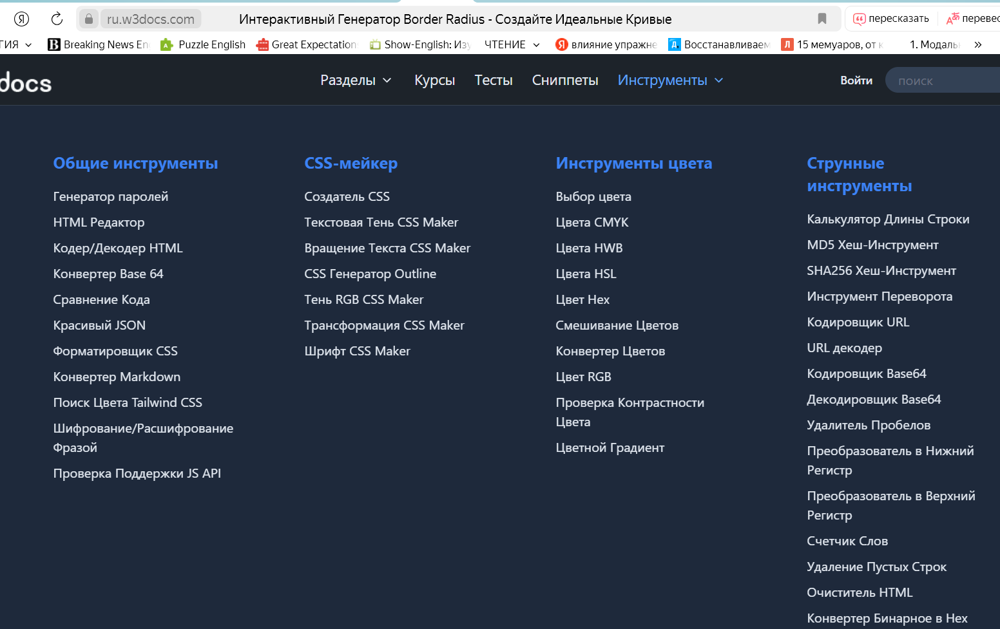 Я ru.w3docs.com Интерактивный Генератор Border Radius - Создайте Идеальные Кривые пересказать перевес
ГИЯ B Breaking News En Puzzle English Great Expectation Show-English: Изу ЧТЕНИЕ Я влияние упражне Д. Восстанавливаем Л 15 мемуаров, от к 1. Модаль »
docs Разделы Курсы Тесты Сниппеты Инструменты Войти поиск
Общие инструменты
Генератор паролей
HTML Редактор
Кодер/Декодер HTML
Конвертер Base 64
Сравнение Кода
Красивый JSON
Форматировщик CSS
Конвертер Markdown
Поиск Цвета Tailwind CSS
Шифрование/Расшифрование
Фразой
Проверка Поддержки JS API
CSS-мейкер
Создатель CSS
Текстовая Тень CSS Maker
Вращение Текста CSS Maker
CSS Генератор Outline
Тень RGB CSS Maker
Трансформация CSS Maker
Шрифт CSS Maker
Инструменты цвета
Выбор цвета
Цвета CMYK
Цвета HWB
Цвета HSL
Цвет Hex
Смешивание Цветов
Конвертер Цветов
Цвет RGB
Проверка Контрастности
Цвета
Цветной Градиент
Струнные
инструменты
Калькулятор Длины Строки
MD5 Хеш-Инструмент
SHA256 Хеш-Инструмент
Инструмент Переворота
Кодировщик URL
URL декодер
Кодировщик Base64
Декодировщик Base64
Удалитель Пробелов
Преобразователь в Нижний
Регистр
Преобразователь в Верхний
Регистр
Счетчик Слов
Удаление Пустых Строк
Очиститель HTML
Конвертер Бинарное в Hex